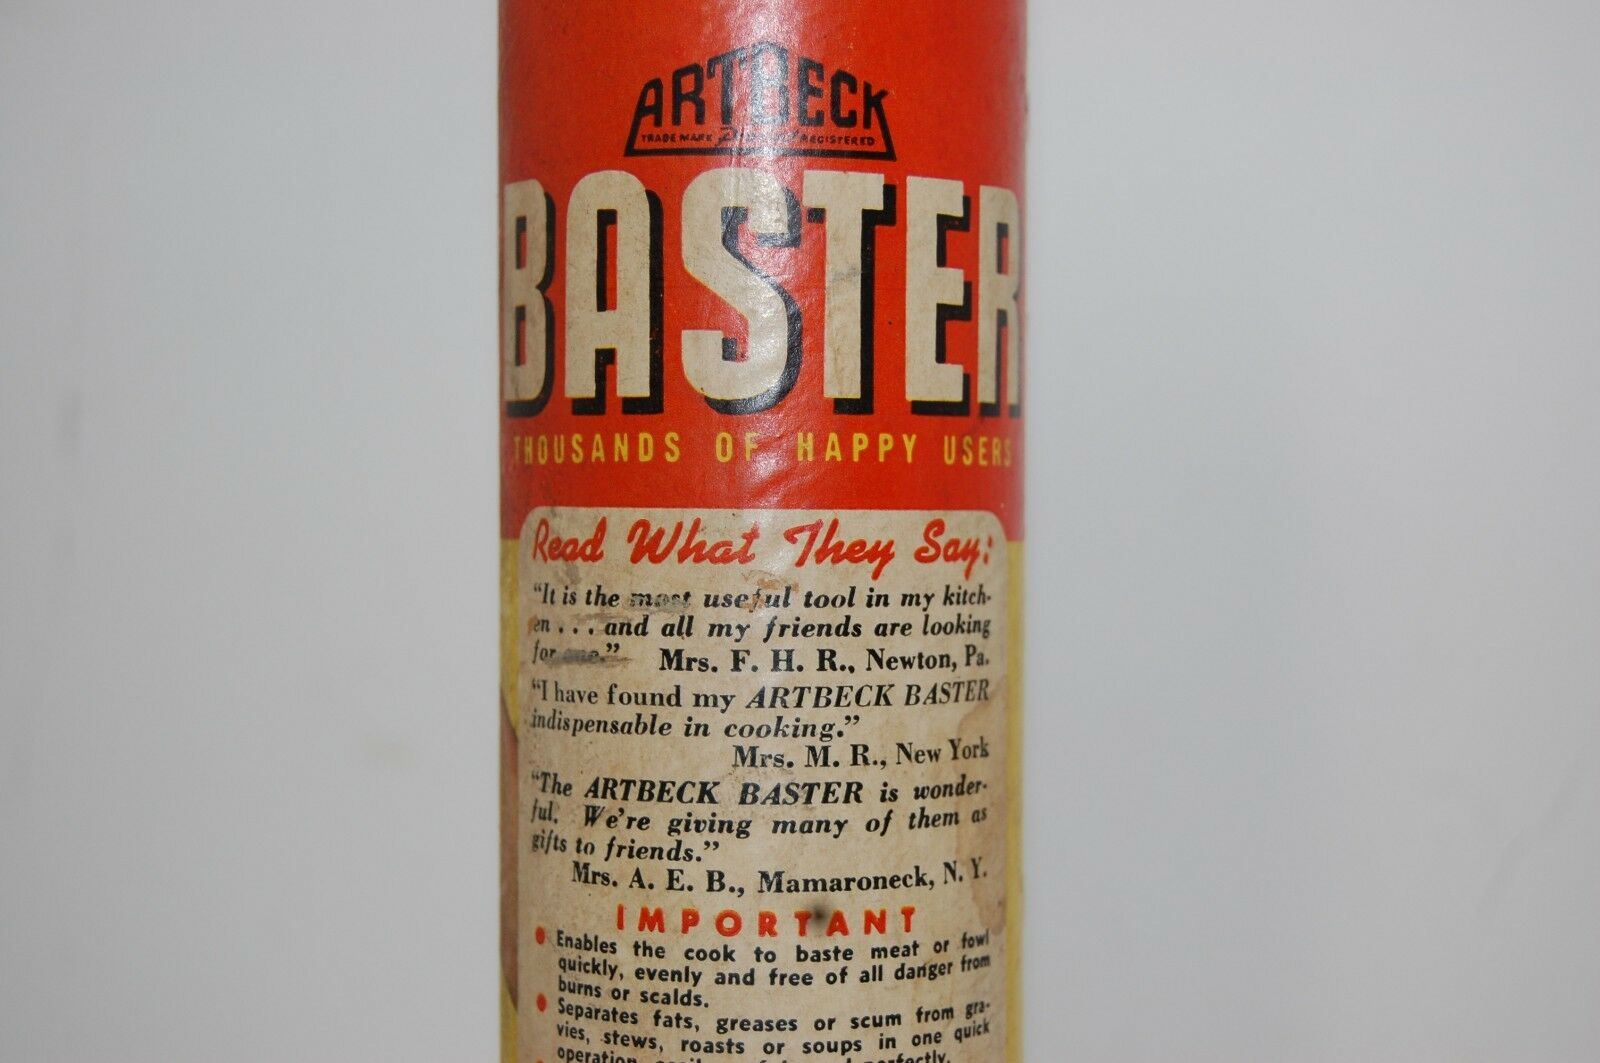 ARTBECK
TRADE MARK REGISTERED
BASTER
THOUSANDS OF HAPPY USERS
Read What They Say:
"It is the most useful tool in my kitch-
en . . . and all my friends are looking
for one." Mrs. F. H. R., Newton, Pa.
"I have found my ARTBECK BASTER
indispensable in cooking."
Mrs. M. R., New York
"The ARTBECK BASTER is wonder-
ful. We're giving many of them as
gifts to friends."
Mrs. A. E. B., Mamaroneck, N. Y.
IMPORTANT
• Enables the cook to baste meat or fowl
quickly, evenly and free of all danger from
burns or scalds.
• Separates fats, greases or scum from gra-
vies, stews, roasts or soups in one quick
operation perfectly.